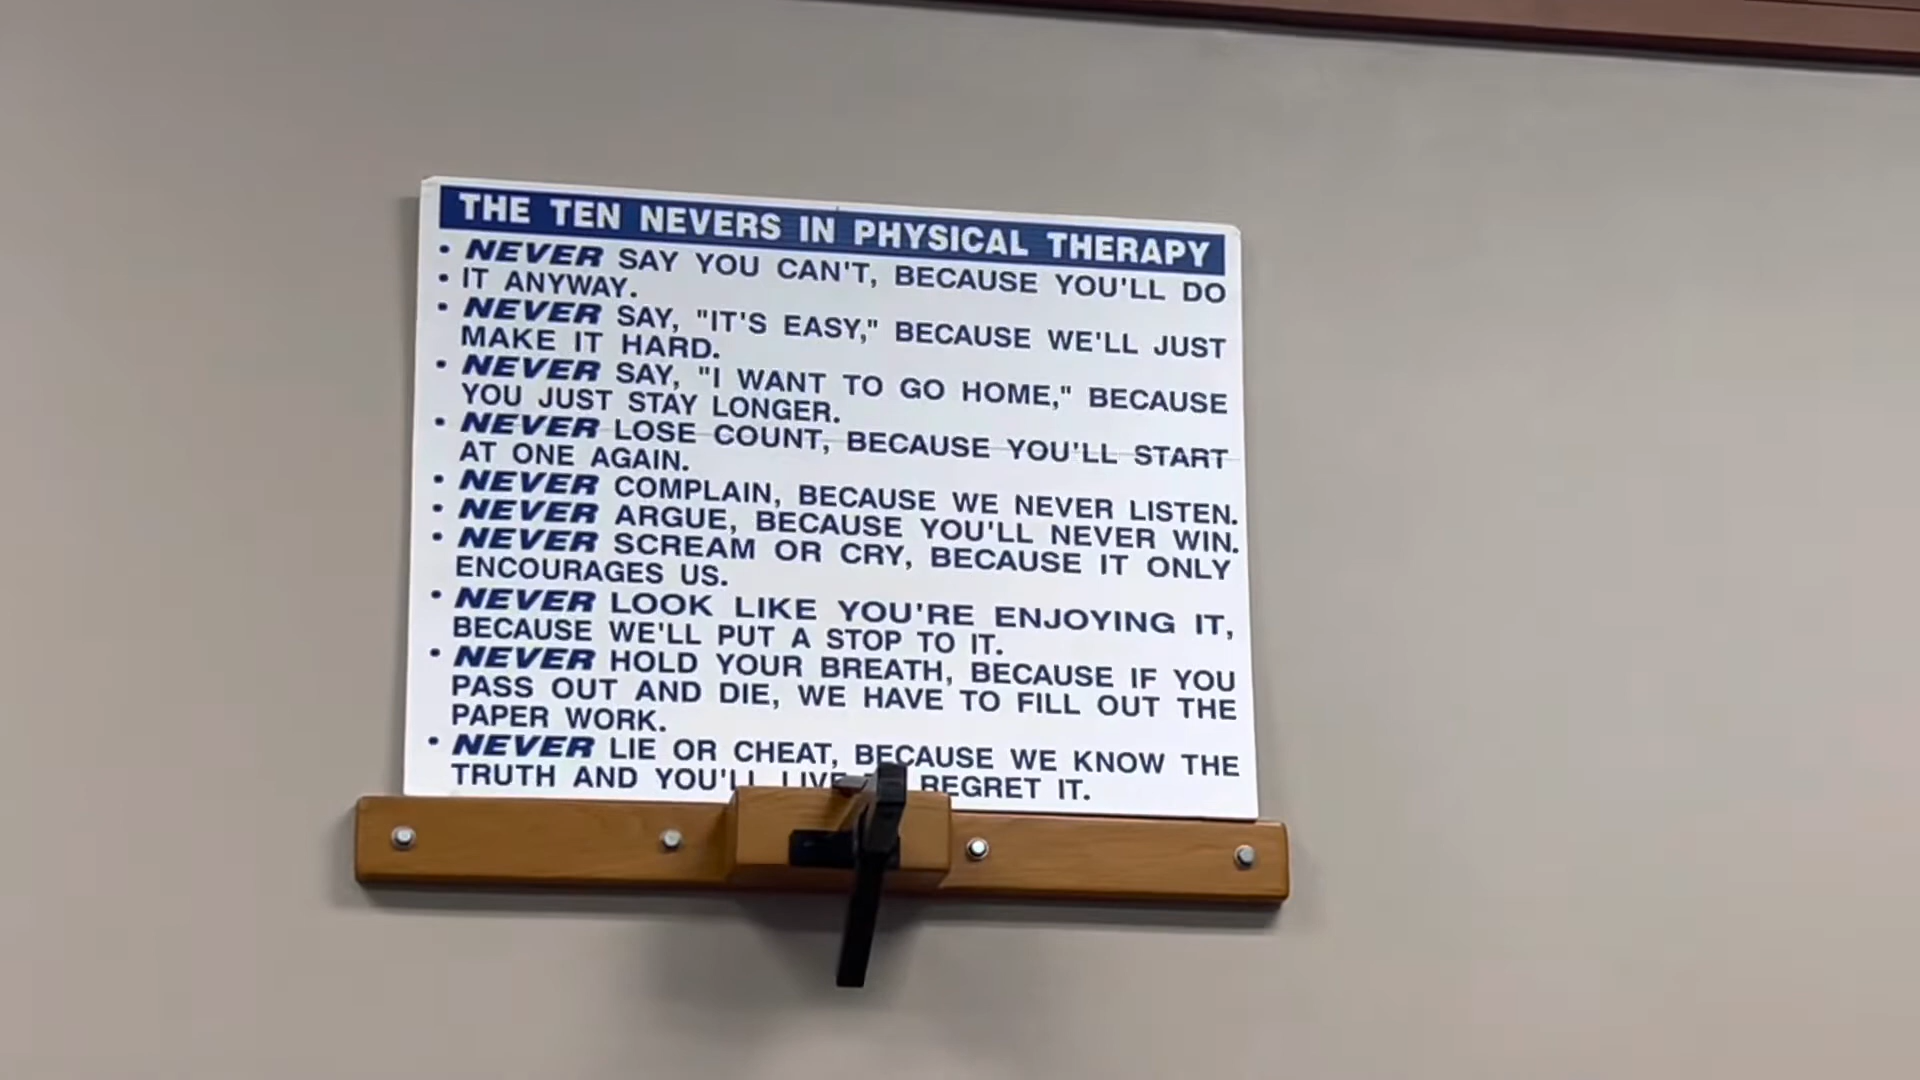 THE TEN NEVERS IN PHYSICAL THERAPY
• NEVER SAY YOU CAN'T, BECAUSE YOU'LL DO
• IT ANYWAY.
• NEVER SAY, "IT'S EASY," BECAUSE WE'LL JUST
MAKE IT HARD.
• NEVER SAY, "I WANT TO GO HOME," BECAUSE
YOU JUST STAY LONGER.
• NEVER LOSE COUNT, BECAUSE YOU'LL START
AT ONE AGAIN.
• NEVER COMPLAIN, BECAUSE WE NEVER LISTEN.
• NEVER ARGUE, BECAUSE YOU'LL NEVER WIN.
• NEVER SCREAM OR CRY, BECAUSE IT ONLY
ENCOURAGES US.
• NEVER LOOK LIKE YOU'RE ENJOYING IT,
BECAUSE WE'LL PUT A STOP TO IT.
• NEVER HOLD YOUR BREATH, BECAUSE IF YOU
PASS OUT AND DIE, WE HAVE TO FILL OUT THE
PAPER WORK.
• NEVER LIE OR CHEAT, BECAUSE WE KNOW THE
TRUTH AND YOU'LL LIVE REGRET IT.